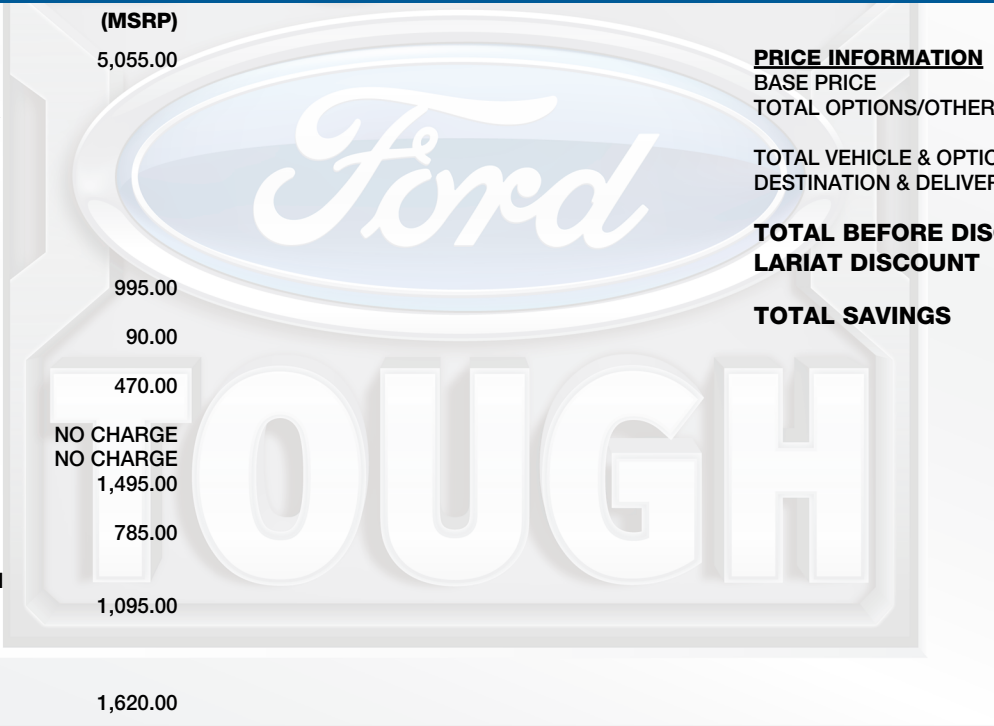 (MSRP)
5,055.00
995.00
90.00
470.00
NO CHARGE
NO CHARGE
1,495.00
785.00
1,095.00
1,620.00
Ford
TOUGH
PRICE INFORMATION
BASE PRICE
TOTAL OPTIONS/OTHER
TOTAL VEHICLE & OPTIO
DESTINATION & DELIVER
TOTAL BEFORE DISC
LARIAT DISCOUNT
TOTAL SAVINGS